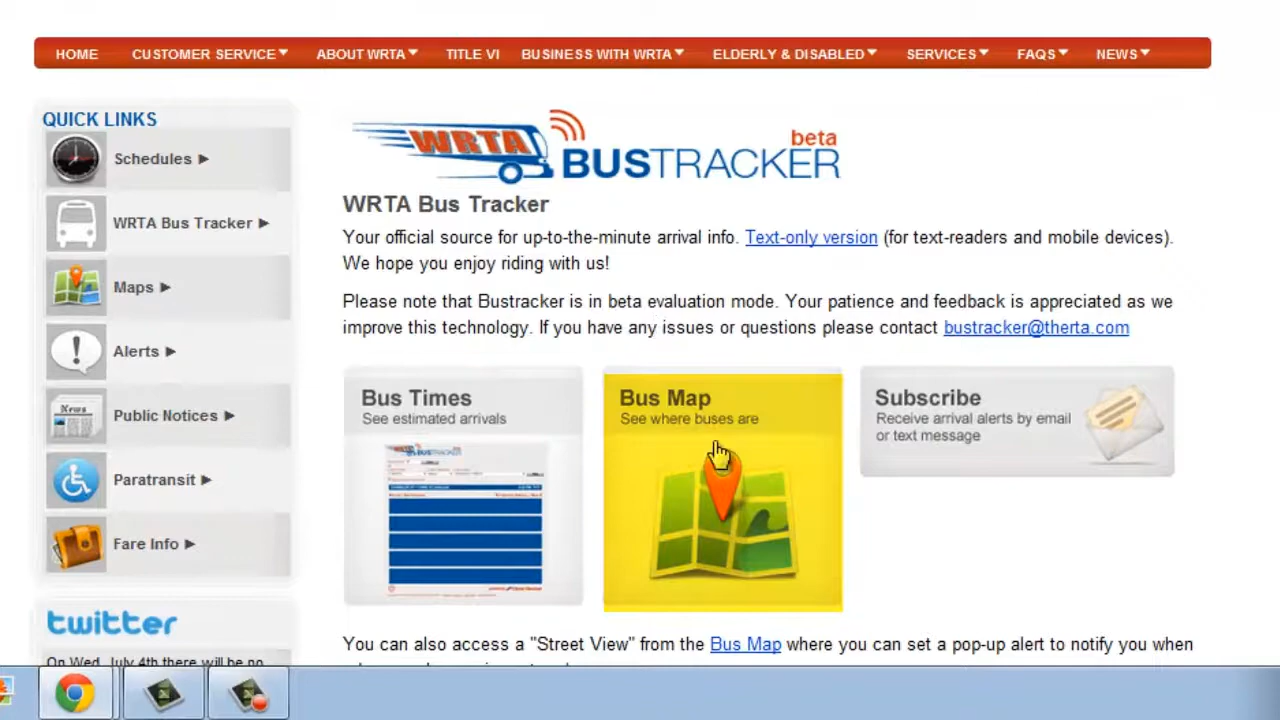 HOME CUSTOMER SERVICE ABOUT WRTA TITLE VI BUSINESS WITH WRTA ELDERLY & DISABLED SERVICES FAQS NEWS
QUICK LINKS
Schedules
WRTA Bus Tracker
Maps
Alerts
News
Public Notices
Paratransit
Fare Info
twitter
On Wed, July 4th there will be no
WRTA BUSTRACKER beta
WRTA Bus Tracker
Your official source for up-to-the-minute arrival info. Text-only version (for text-readers and mobile devices).
We hope you enjoy riding with us!
Please note that Bustracker is in beta evaluation mode. Your patience and feedback is appreciated as we
improve this technology. If you have any issues or questions please contact bustracker@therta.com
Bus Times
See estimated arrivals
Bus Map
See where buses are
Subscribe
Receive arrival alerts by email
or text message
You can also access a "Street View" from the Bus Map where you can set a pop-up alert to notify you when